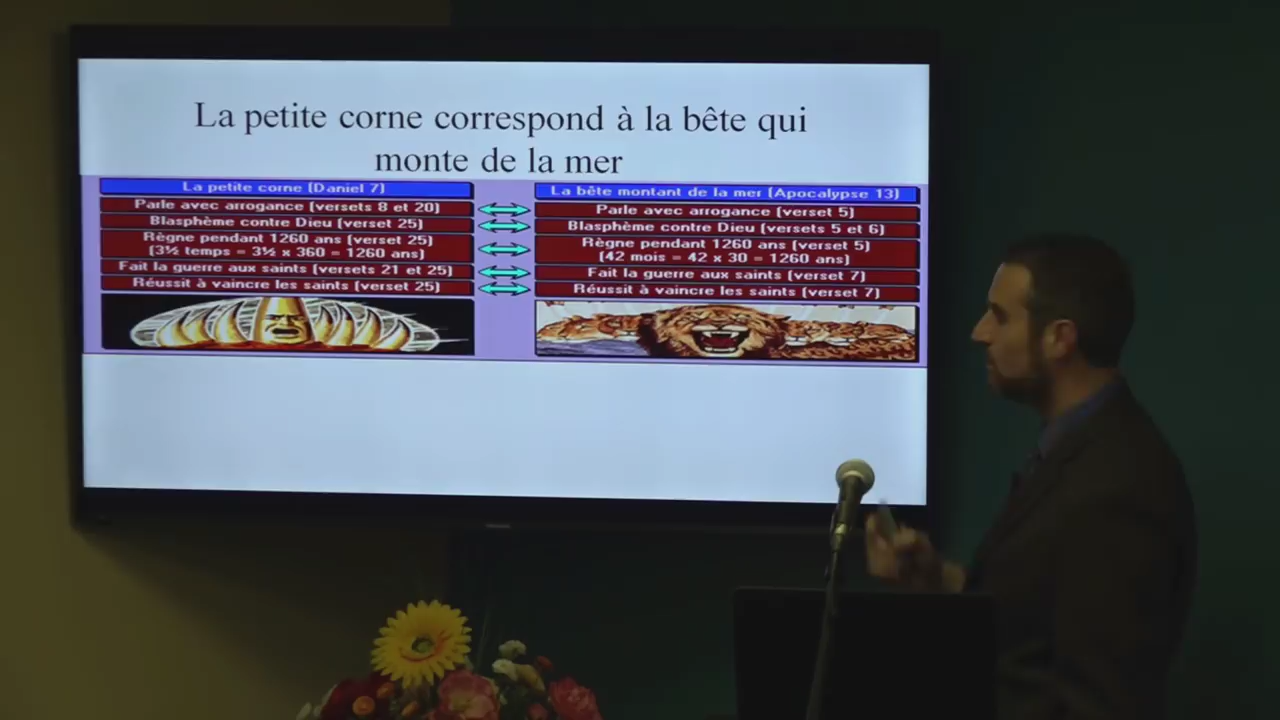 La petite corne correspond à la bête qui
monte de la mer
La petite corne (Daniel 7)
Parle avec arrogance (versets 8 et 20)
Blasphème contre Dieu (verset 25)
Règne pendant 1260 ans (verset 25)
(3½ temps = 3½ x 360 = 1260 ans)
Fait la guerre aux saints (versets 21 et 25)
Réussit à vaincre les saints (verset 25)
La bête montant de la mer (Apocalypse 13)
Parle avec arrogance (verset 5)
Blasphème contre Dieu (versets 5 et 6)
Règne pendant 1260 ans (verset 5)
(42 mois = 42 x 30 = 1260 ans)
Fait la guerre aux saints (verset 7)
Réussit à vaincre les saints (verset 7)